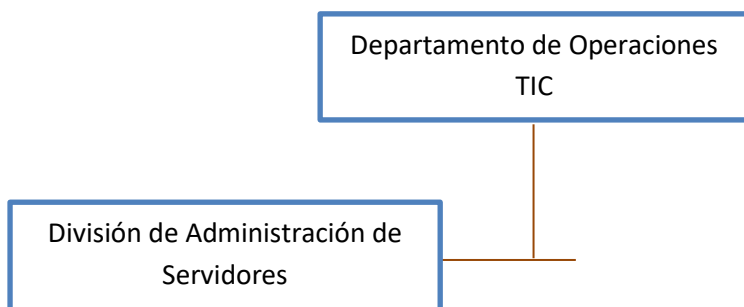 Departamento de Operaciones
TIC
División de Administración de
Servidores